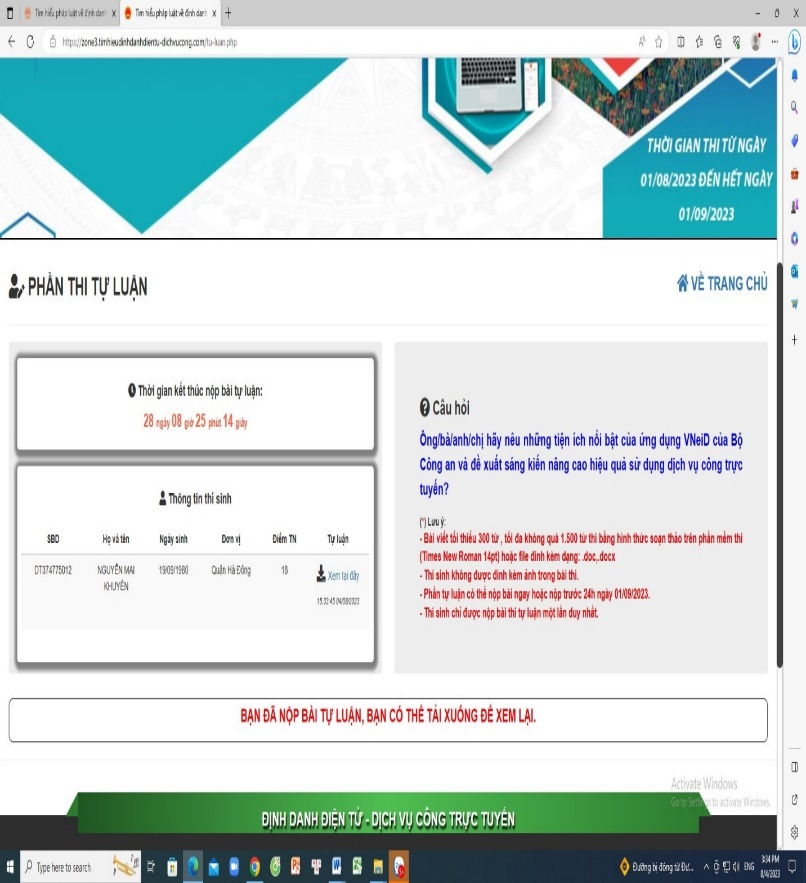 Tìm hiểu pháp luật về định danh
Tìm hiểu pháp luật về định danh
https://zone3.timhieudinhdanhdientu-dichvucong.com/tu-luan.php
THỜI GIAN THI TỪ NGÀY
01/08/2023 ĐẾN HẾT NGÀY
01/09/2023
PHẦN THI TỰ LUẬN
VỀ TRANG CHỦ
Thời gian kết thúc nộp bài tự luận:
28 ngày 08 giờ 25 phút 14 giây
Thông tin thí sinh
SBD Họ và tên Ngày sinh Đơn vị Điểm TN Tự luận
DT374775012 NGUYỄN MAI KHUYÊN 19/09/1980 Quận Hà Đông 18 Xem tại đây
15:33:45 04/08/2023
Câu hỏi
Ông/bà/anh/chị hãy nêu những tiện ích nổi bật của ứng dụng VNeiD của Bộ
Công an và đề xuất sáng kiến nâng cao hiệu quả sử dụng dịch vụ công trực
tuyến?
(*) Lưu ý:
- Bài viết tối thiểu 300 từ , tối đa không quá 1.500 từ thi bằng hình thức soạn thảo trên phần mềm thi
(Times New Roman 14pt) hoặc file đính kèm dạng: .doc,.docx
- Thí sinh không được đính kèm ảnh trong bài thi.
- Phần tự luận có thể nộp bài ngay hoặc nộp trước 24h ngày 01/09/2023.
- Thí sinh chỉ được nộp bài thi tự luận một lần duy nhất.
BẠN ĐÃ NỘP BÀI TỰ LUẬN, BẠN CÓ THỂ TẢI XUỐNG ĐỂ XEM LẠI.
Activate Windows
Go to Settings to activate Windows.
ĐỊNH DANH ĐIỆN TỬ - DỊCH VỤ CÔNG TRỰC TUYẾN
Type here to search
Đường bị đóng từ Đư...
ENG
3:34 PM
8/4/2023